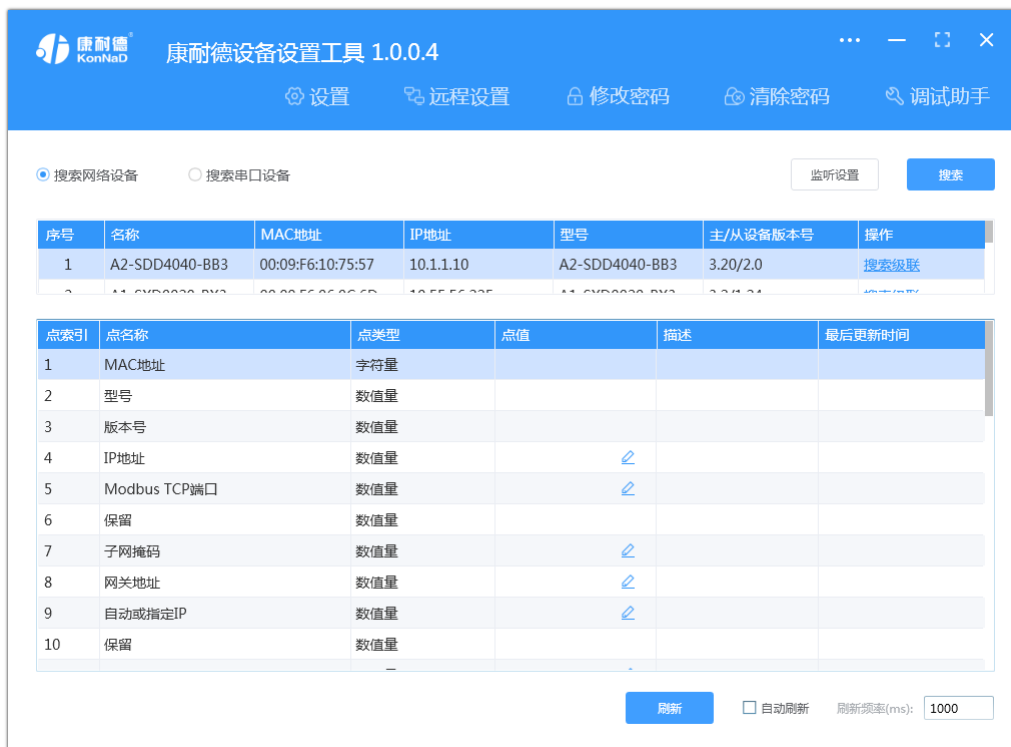 康耐德®
KonNaD
康耐德设备设置工具 1.0.0.4
设置 远程设置 修改密码 清除密码 调试助手
搜索网络设备 搜索串口设备 监听设置 搜索
序号 名称 MAC地址 IP地址 型号 主/从设备版本号 操作
1 A2-SDD4040-BB3 00:09:F6:10:75:57 10.1.1.10 A2-SDD4040-BB3 3.20/2.0 搜索级联
点索引 点名称 点类型 点值 描述 最后更新时间
1 MAC地址 字符量
2 型号 数值量
3 版本号 数值量
4 IP地址 数值量
5 Modbus TCP端口 数值量
6 保留 数值量
7 子网掩码 数值量
8 网关地址 数值量
9 自动或指定IP 数值量
10 保留 数值量
刷新 自动刷新 刷新频率(ms): 1000